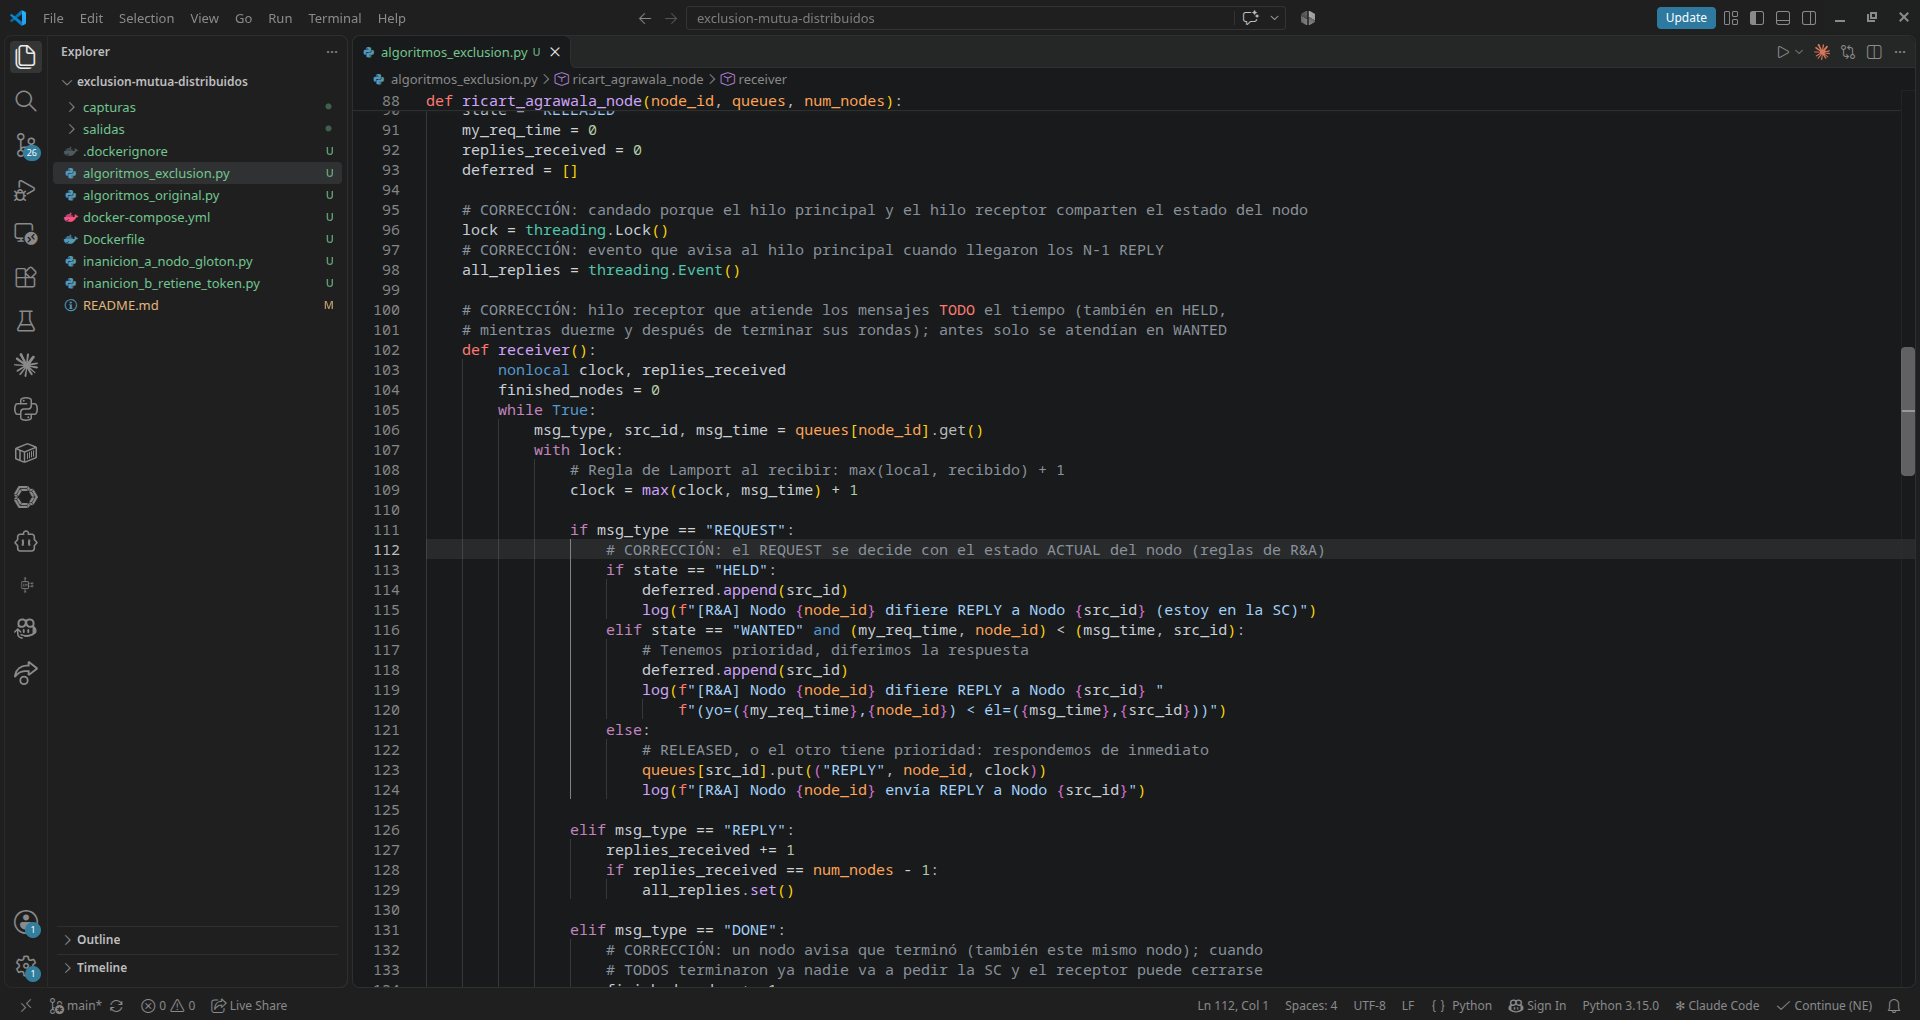 File Edit Selection View Go Run Terminal Help
exclusion-mutua-distribuidos
Update
Explorer
exclusion-mutua-distribuidos
capturas
salidas
.dockerignore U
algoritmos_exclusion.py U
algoritmos_original.py U
docker-compose.yml U
Dockerfile U
inanicion_a_nodo_gloton.py U
inanicion_b_retiene_token.py U
README.md M
26
1
1
Outline
Timeline
algoritmos_exclusion.py U
algoritmos_exclusion.py > ricart_agrawala_node > receiver
88 def ricart_agrawala_node(node_id, queues, num_nodes):
90 state = "RELEASED"
91 my_req_time = 0
92 replies_received = 0
93 deferred = []
94
95 # CORRECCIÓN: candado porque el hilo principal y el hilo receptor comparten el estado del nodo
96 lock = threading.Lock()
97 # CORRECCIÓN: evento que avisa al hilo principal cuando llegaron los N-1 REPLY
98 all_replies = threading.Event()
99
100 # CORRECCIÓN: hilo receptor que atiende los mensajes TODO el tiempo (también en HELD,
101 # mientras duerme y después de terminar sus rondas); antes solo se atendían en WANTED
102 def receiver():
103 nonlocal clock, replies_received
104 finished_nodes = 0
105 while True:
106 msg_type, src_id, msg_time = queues[node_id].get()
107 with lock:
108 # Regla de Lamport al recibir: max(local, recibido) + 1
109 clock = max(clock, msg_time) + 1
110
111 if msg_type == "REQUEST":
112 # CORRECCIÓN: el REQUEST se decide con el estado ACTUAL del nodo (reglas de R&A)
113 if state == "HELD":
114 deferred.append(src_id)
115 log(f"[R&A] Nodo {node_id} difiere REPLY a Nodo {src_id} (estoy en la SC)")
116 elif state == "WANTED" and (my_req_time, node_id) < (msg_time, src_id):
117 # Tenemos prioridad, diferimos la respuesta
118 deferred.append(src_id)
119 log(f"[R&A] Nodo {node_id} difiere REPLY a Nodo {src_id} "
120 f"(yo=({my_req_time},{node_id}) < él=({msg_time},{src_id}))")
121 else:
122 # RELEASED, o el otro tiene prioridad: respondemos de inmediato
123 queues[src_id].put(("REPLY", node_id, clock))
124 log(f"[R&A] Nodo {node_id} envía REPLY a Nodo {src_id}")
125
126 elif msg_type == "REPLY":
127 replies_received += 1
128 if replies_received == num_nodes - 1:
129 all_replies.set()
130
131 elif msg_type == "DONE":
132 # CORRECCIÓN: un nodo avisa que terminó (también este mismo nodo); cuando
133 # TODOS terminaron ya nadie va a pedir la SC y el receptor puede cerrarse
main* 0 0 Live Share
Ln 112, Col 1 Spaces: 4 UTF-8 LF { } Python Sign In Python 3.15.0 Claude Code Continue (NE)